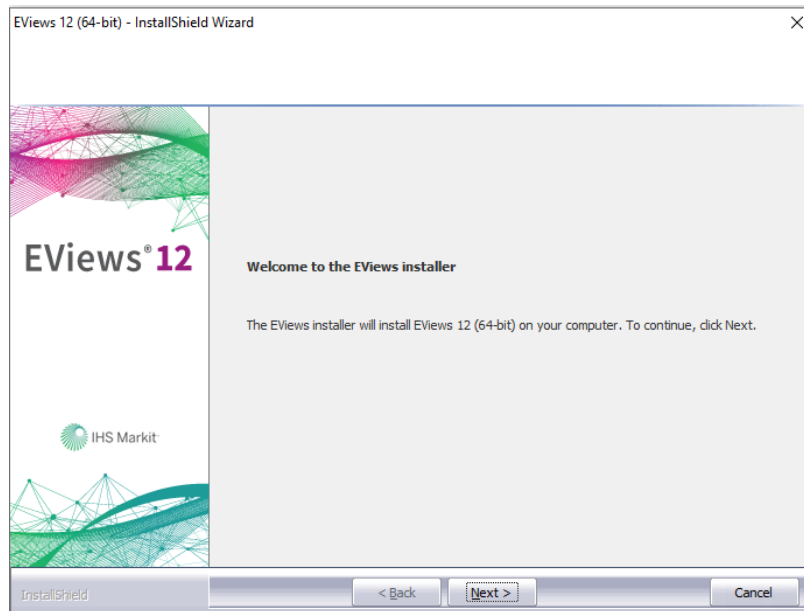 EViews 12 (64-bit) - InstallShield Wizard
EViews® 12
Welcome to the EViews installer
The EViews installer will install EViews 12 (64-bit) on your computer. To continue, click Next.
IHS Markit
InstallShield
< Back
Next >
Cancel